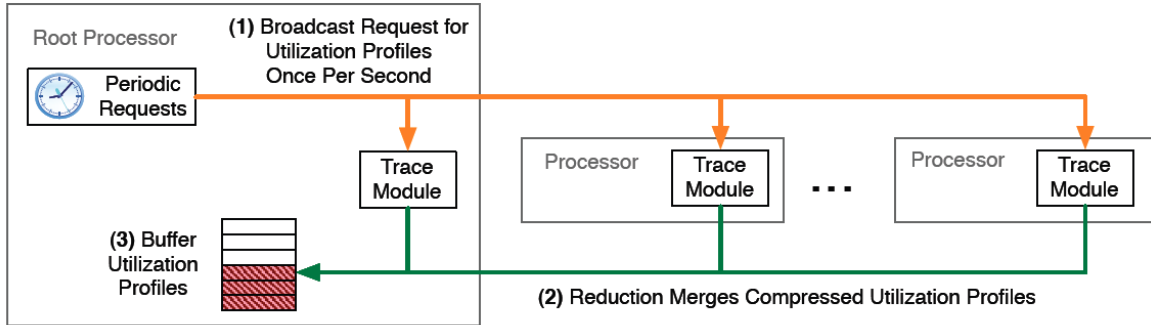 Root Processor
(1) Broadcast Request for
Utilization Profiles
Once Per Second
Periodic
Requests
Trace
Module
Processor
Trace
Module
...
Processor
Trace
Module
(3) Buffer
Utilization
Profiles
(2) Reduction Merges Compressed Utilization Profiles